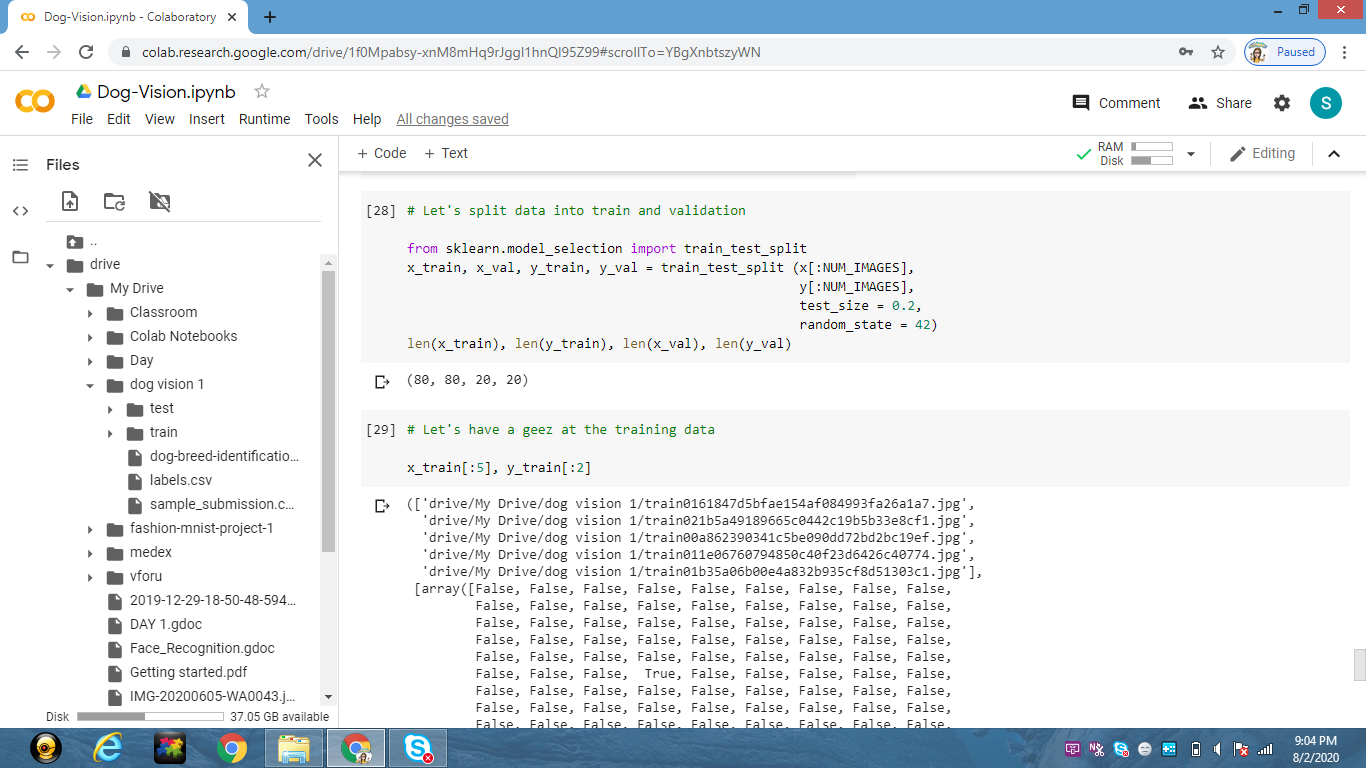 Dog-Vision.ipynb - Colaboratory
colab.research.google.com/drive/1f0Mpabsy-xnM8mHq9rJggI1hnQl95Z99#scrollTo=YBgXnbtszyWN
Paused
Dog-Vision.ipynb
File Edit View Insert Runtime Tools Help All changes saved
Comment Share S
Files
+ Code + Text
RAM
Disk
Editing
..
drive
My Drive
Classroom
Colab Notebooks
Day
dog vision 1
test
train
dog-breed-identificatio...
labels.csv
sample_submission.c...
fashion-mnist-project-1
medex
vforu
2019-12-29-18-50-48-594...
DAY 1.gdoc
Face_Recognition.gdoc
Getting started.pdf
IMG-20200605-WA0043.j...
Disk 37.05 GB available
[28] # Let's split data into train and validation
from sklearn.model_selection import train_test_split
x_train, x_val, y_train, y_val = train_test_split (x[:NUM_IMAGES],
y[:NUM_IMAGES],
test_size = 0.2,
random_state = 42)
len(x_train), len(y_train), len(x_val), len(y_val)
(80, 80, 20, 20)
[29] # Let's have a geez at the training data
x_train[:5], y_train[:2]
(['drive/My Drive/dog vision 1/train0161847d5bfae154af084993fa26a1a7.jpg',
'drive/My Drive/dog vision 1/train021b5a49189665c0442c19b5b33e8cf1.jpg',
'drive/My Drive/dog vision 1/train00a862390341c5be090dd72bd2bc19ef.jpg',
'drive/My Drive/dog vision 1/train011e06760794850c40f23d6426c40774.jpg',
'drive/My Drive/dog vision 1/train01b35a06b00e4a832b935cf8d51303c1.jpg'],
[array([False, False, False, False, False, False, False, False, False,
False, False, False, False, False, False, False, False, False,
False, False, False, False, False, False, False, False, False,
False, False, False, False, False, False, False, False, False,
False, False, False, False, False, False, False, False, False,
False, False, False, True, False, False, False, False, False,
False, False, False, False, False, False, False, False, False,
False, False, False, False, False, False, False, False, False,
False, False, False, False, False, False, False, False, False,
9:04 PM
8/2/2020